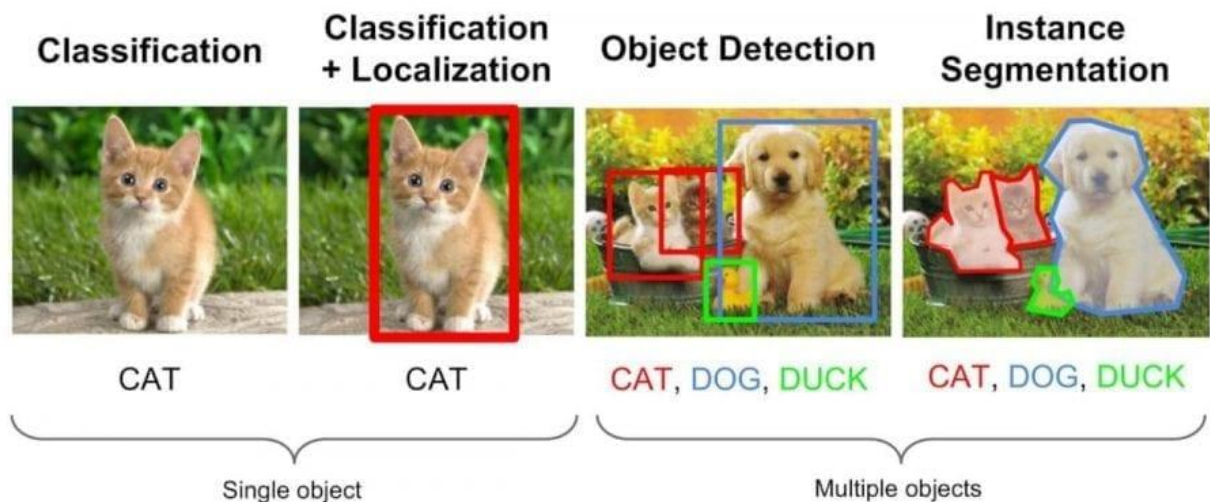 Classification
Classification
+ Localization
Object Detection
Instance
Segmentation
CAT
CAT
CAT, DOG, DUCK
CAT, DOG, DUCK
Single object
Multiple objects